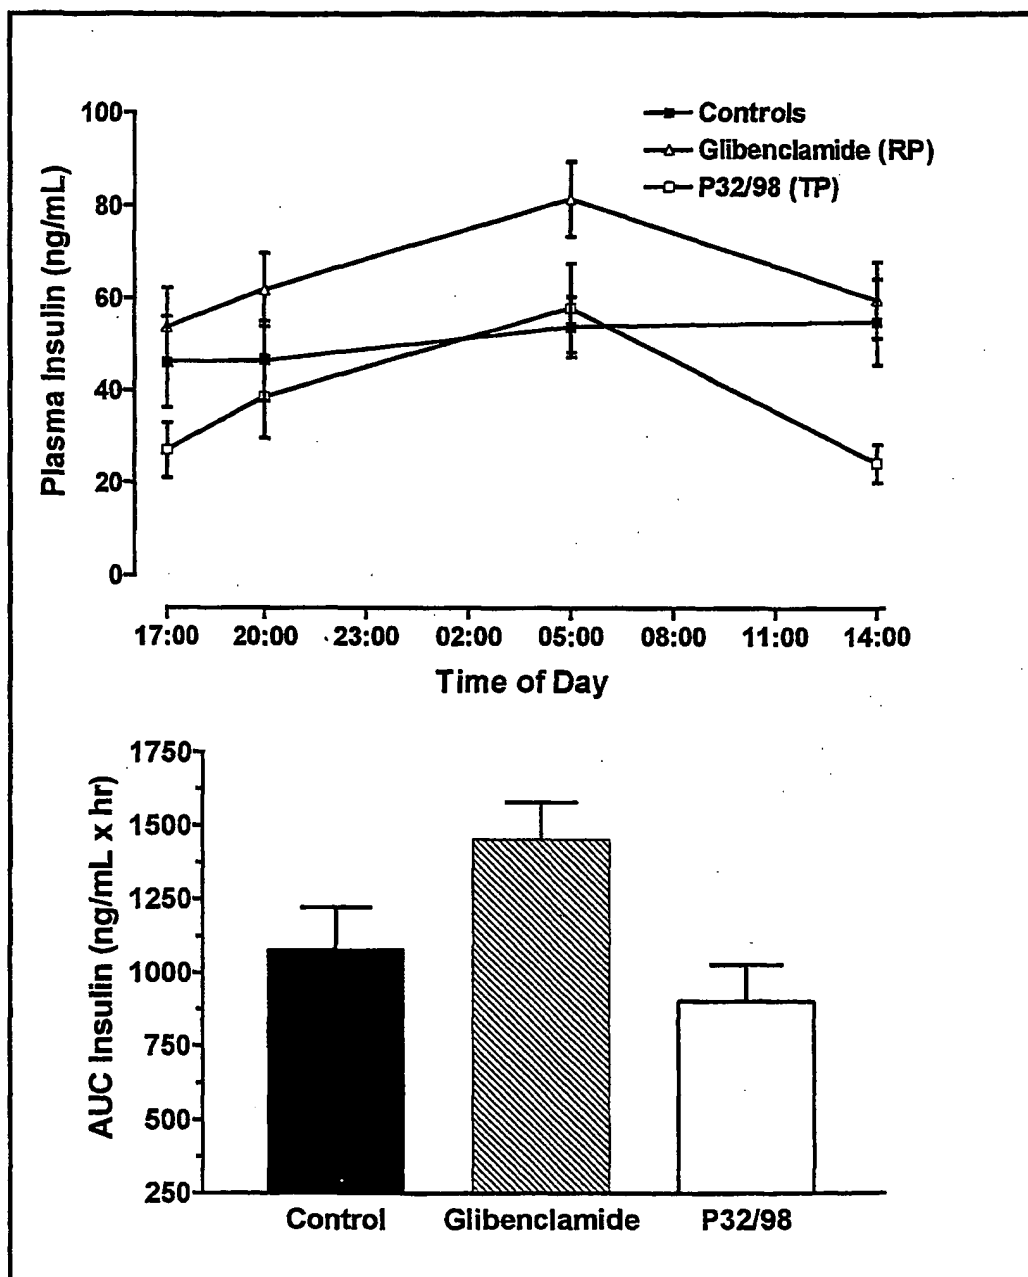 100
80
60
40
20
0
Plasma Insulin (ng/mL)
Controls
Glibenclamide (RP)
P32/98 (TP)
17:00 20:00 23:00 02:00 05:00 08:00 11:00 14:00
Time of Day
1750
1500
1250
1000
750
500
250
AUC Insulin (ng/mL x hr)
Control Glibenclamide P32/98